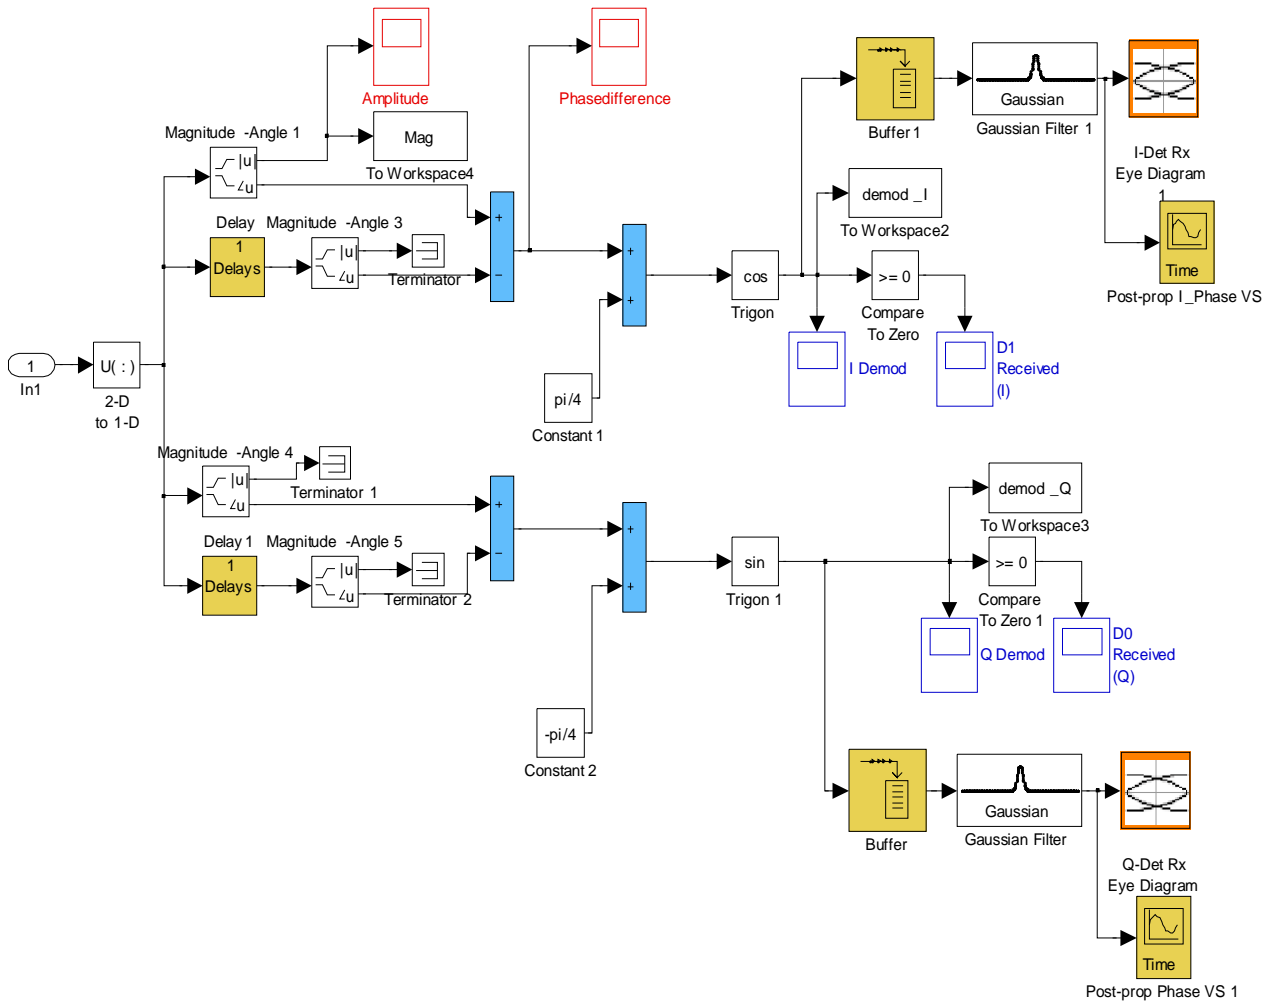 Amplitude
Phasedifference
Magnitude -Angle 1
|u|
∠u
Mag
To Workspace4
Buffer 1
Gaussian
Gaussian Filter 1
I-Det Rx
Eye Diagram
1
Time
Post-prop I_Phase VS
Delay
1
Delays
Magnitude -Angle 3
|u|
∠u
Terminator
+
−
+
+
cos
Trigon
demod _I
To Workspace2
>= 0
Compare
To Zero
I Demod
D1
Received
(I)
1
In1
U( : )
2-D
to 1-D
pi/4
Constant 1
Magnitude -Angle 4
|u|
∠u
Terminator 1
Delay 1
1
Delays
Magnitude -Angle 5
|u|
∠u
Terminator 2
+
−
+
+
sin
Trigon 1
demod _Q
To Workspace3
>= 0
Compare
To Zero 1
Q Demod
D0
Received
(Q)
-pi/4
Constant 2
Buffer
Gaussian
Gaussian Filter
Q-Det Rx
Eye Diagram
Time
Post-prop Phase VS 1